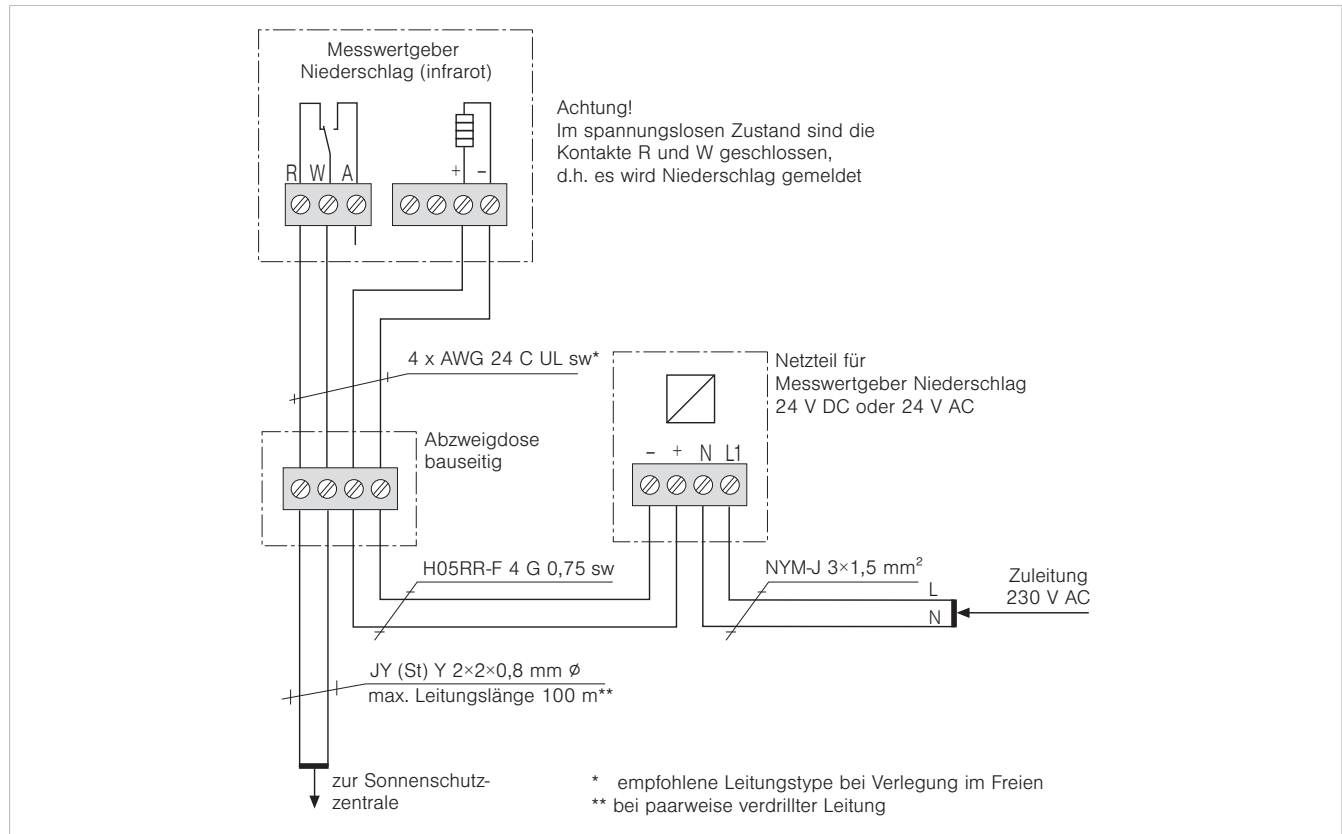 Messwertgeber
Niederschlag (infrarot)
Achtung!
Im spannungslosen Zustand sind die
Kontakte R und W geschlossen,
d.h. es wird Niederschlag gemeldet
R W A
+ –
4 x AWG 24 C UL sw*
Netzteil für
Messwertgeber Niederschlag
24 V DC oder 24 V AC
Abzweigdose
bauseitig
– + N L1
H05RR-F 4 G 0,75 sw
NYM-J 3×1,5 mm²
L
N
Zuleitung
230 V AC
JY (St) Y 2×2×0,8 mm ø
max. Leitungslänge 100 m**
zur Sonnenschutz-
zentrale
* empfohlene Leitungstype bei Verlegung im Freien
** bei paarweise verdrillter Leitung